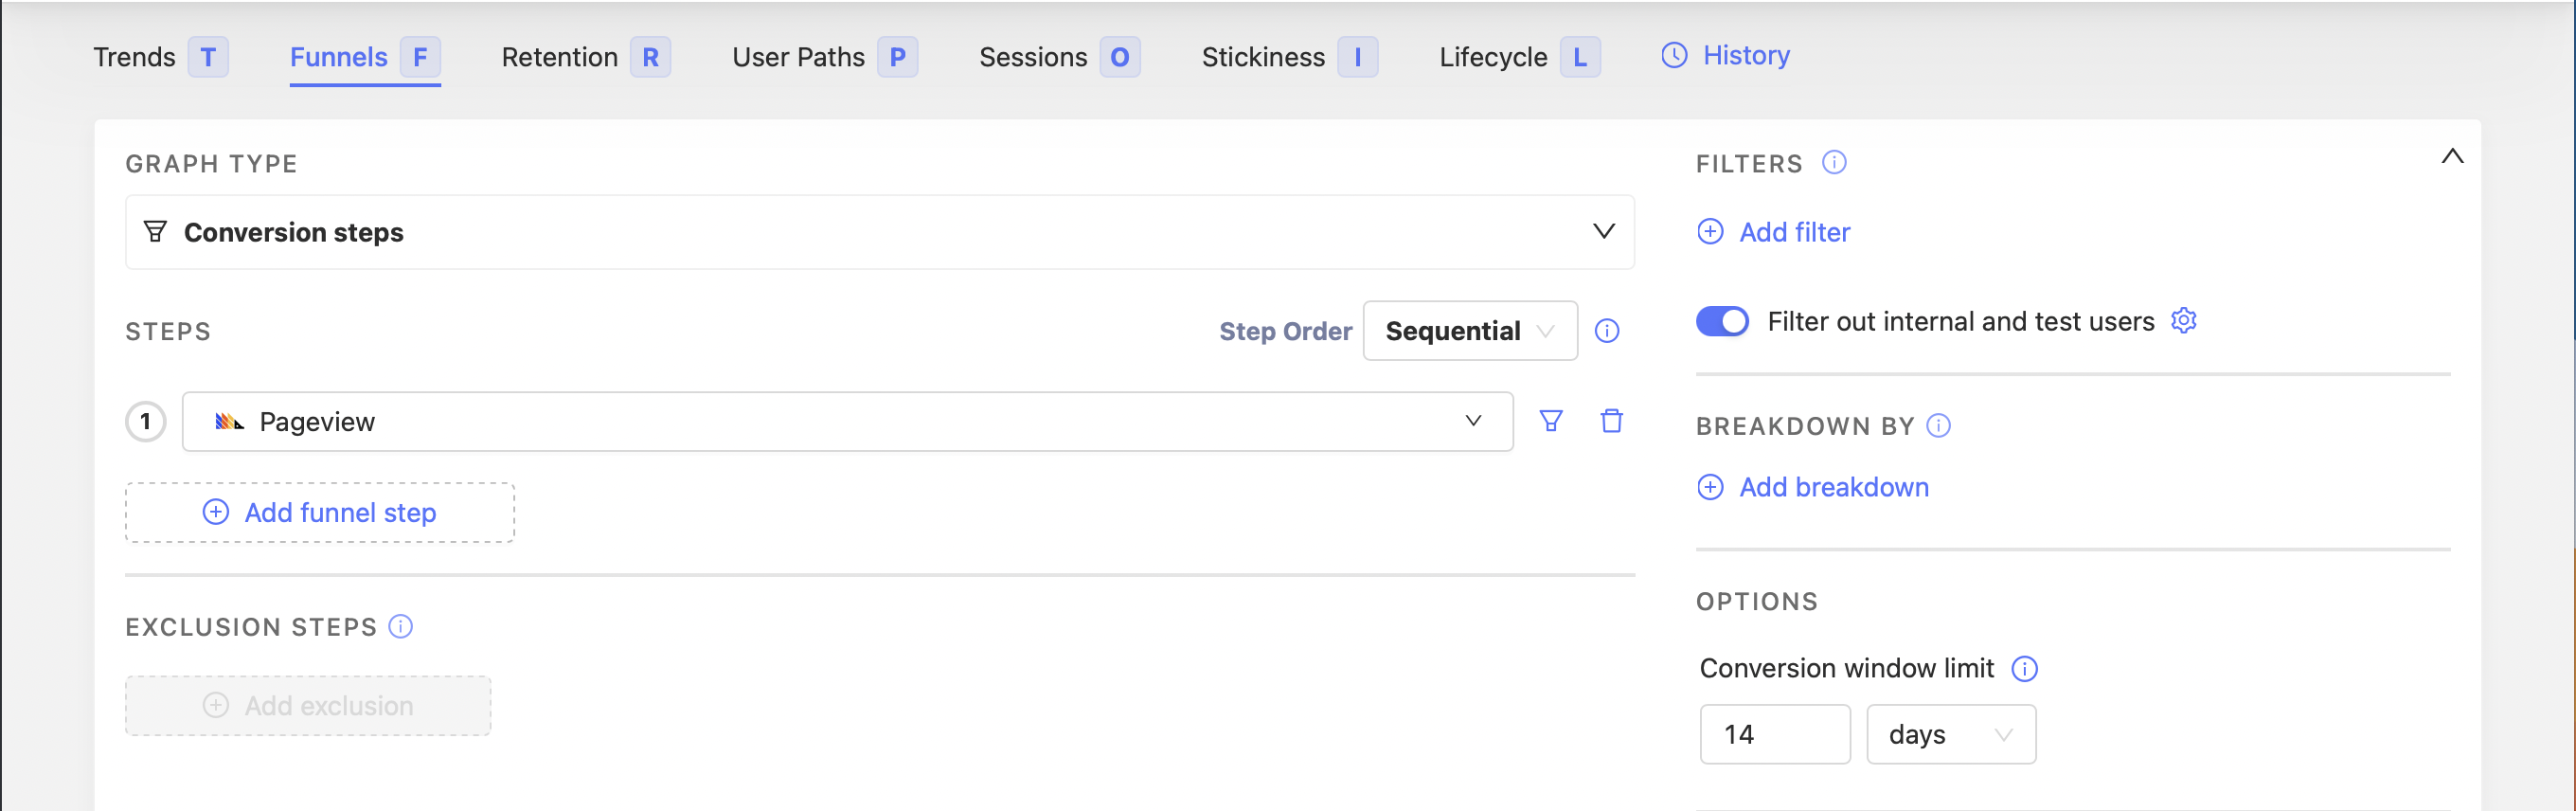 Trends T Funnels F Retention R User Paths P Sessions O Stickiness I Lifecycle L History
GRAPH TYPE
Conversion steps
STEPS
Step Order Sequential
1 Pageview
Add funnel step
EXCLUSION STEPS
Add exclusion
FILTERS
Add filter
Filter out internal and test users
BREAKDOWN BY
Add breakdown
OPTIONS
Conversion window limit
14 days